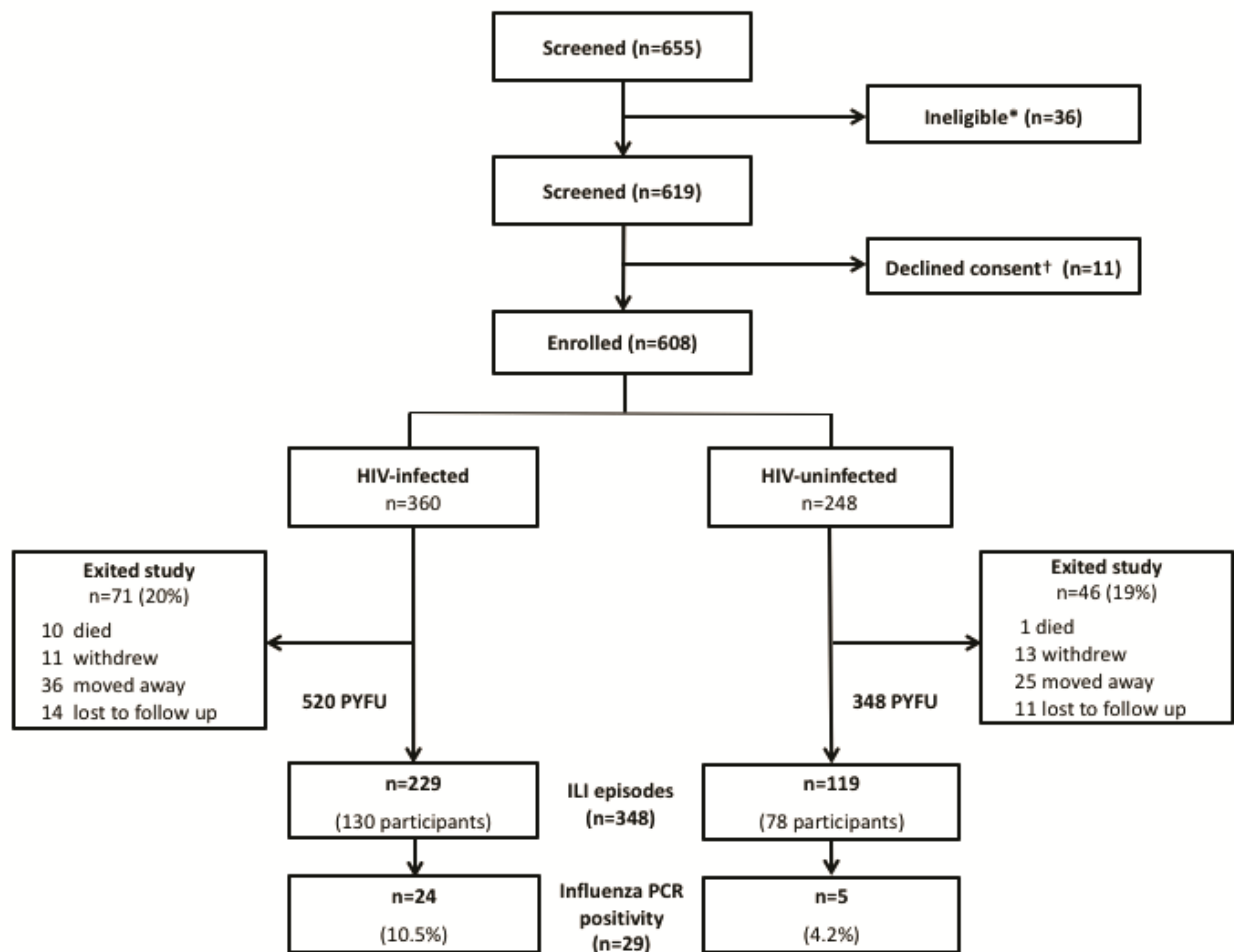 Screened (n=655)
Ineligible* (n=36)
Screened (n=619)
Declined consent† (n=11)
Enrolled (n=608)
HIV-infected
n=360
HIV-uninfected
n=248
Exited study
n=71 (20%)
10 died
11 withdrew
36 moved away
14 lost to follow up
520 PYFU
348 PYFU
Exited study
n=46 (19%)
1 died
13 withdrew
25 moved away
11 lost to follow up
n=229
(130 participants)
ILI episodes
(n=348)
n=119
(78 participants)
n=24
(10.5%)
Influenza PCR
positivity
(n=29)
n=5
(4.2%)